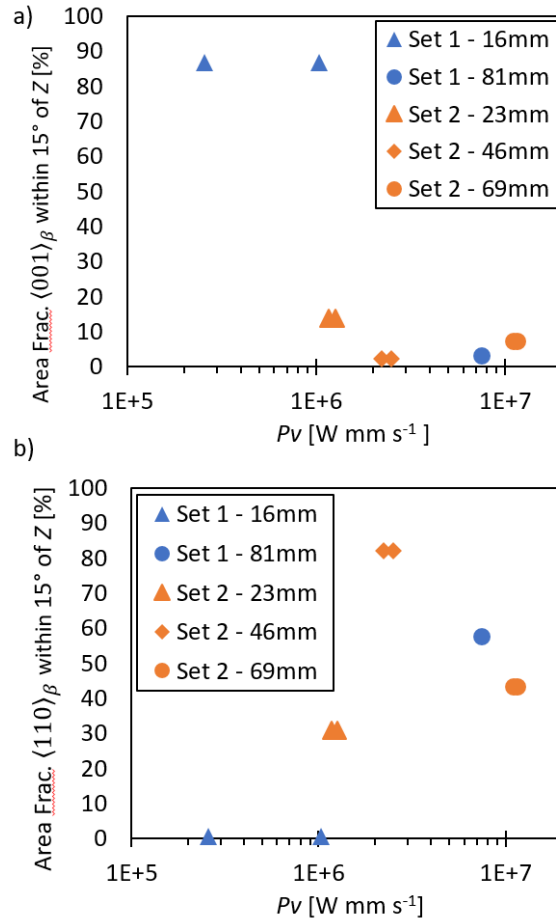 a)
Area Frac. ⟨001⟩β within 15° of Z [%]
100
90
80
70
60
50
40
30
20
10
0
Set 1 - 16mm
Set 1 - 81mm
Set 2 - 23mm
Set 2 - 46mm
Set 2 - 69mm
1E+5 1E+6 1E+7
Pv [W mm s⁻¹ ]
b)
Area Frac. ⟨110⟩β within 15° of Z [%]
100
90
80
70
60
50
40
30
20
10
0
Set 1 - 16mm
Set 1 - 81mm
Set 2 - 23mm
Set 2 - 46mm
Set 2 - 69mm
1E+5 1E+6 1E+7
Pv [W mm s⁻¹ ]